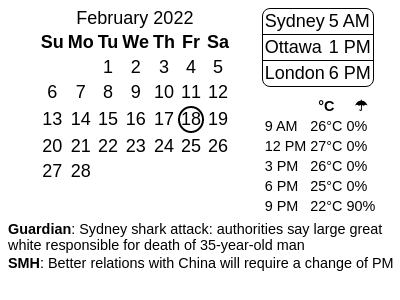 February 2022
Su Mo Tu We Th Fr Sa
1 2 3 4 5
6 7 8 9 10 11 12
13 14 15 16 17 18 19
20 21 22 23 24 25 26
27 28
Sydney 5 AM
Ottawa 1 PM
London 6 PM
°C ☂
9 AM 26°C 0%
12 PM 27°C 0%
3 PM 26°C 0%
6 PM 25°C 0%
9 PM 22°C 90%
Guardian: Sydney shark attack: authorities say large great
white responsible for death of 35-year-old man
SMH: Better relations with China will require a change of PM